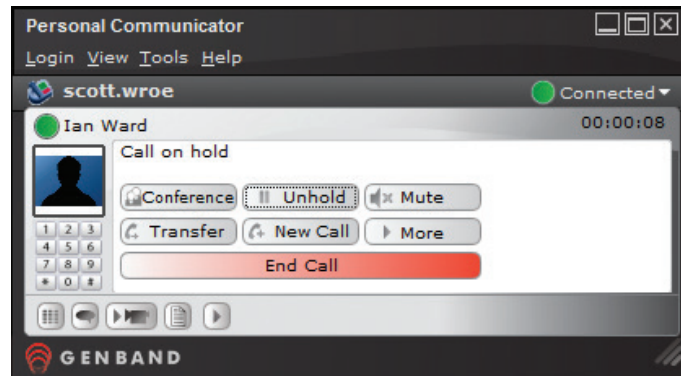 Personal Communicator
Login View Tools Help
scott.wroe Connected
Ian Ward 00:00:08
Call on hold
Conference Unhold Mute
Transfer New Call More
End Call
1 2 3
4 5 6
7 8 9
* 0 #
GENBAND